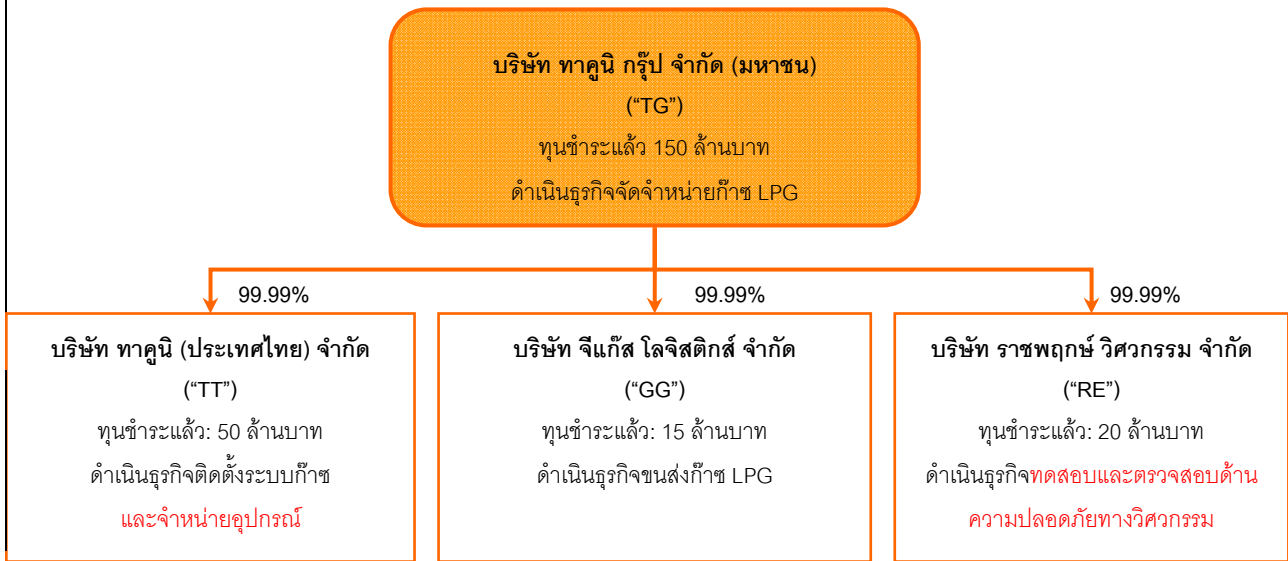 บริษัท ทาคูนิ กรุ๊ป จำกัด (มหาชน)
(“TG”)
ทุนชำระแล้ว 150 ล้านบาท
ดำเนินธุรกิจจัดจำหน่ายก๊าซ LPG
99.99%
99.99%
99.99%
บริษัท ทาคูนิ (ประเทศไทย) จำกัด
(“TT”)
ทุนชำระแล้ว: 50 ล้านบาท
ดำเนินธุรกิจติดตั้งระบบก๊าซ
และจำหน่ายอุปกรณ์
บริษัท จีแก๊ส โลจิสติกส์ จำกัด
(“GG”)
ทุนชำระแล้ว: 15 ล้านบาท
ดำเนินธุรกิจขนส่งก๊าซ LPG
บริษัท ราชพฤกษ์ วิศวกรรม จำกัด
(“RE”)
ทุนชำระแล้ว: 20 ล้านบาท
ดำเนินธุรกิจทดสอบและตรวจสอบด้าน
ความปลอดภัยทางวิศวกรรม